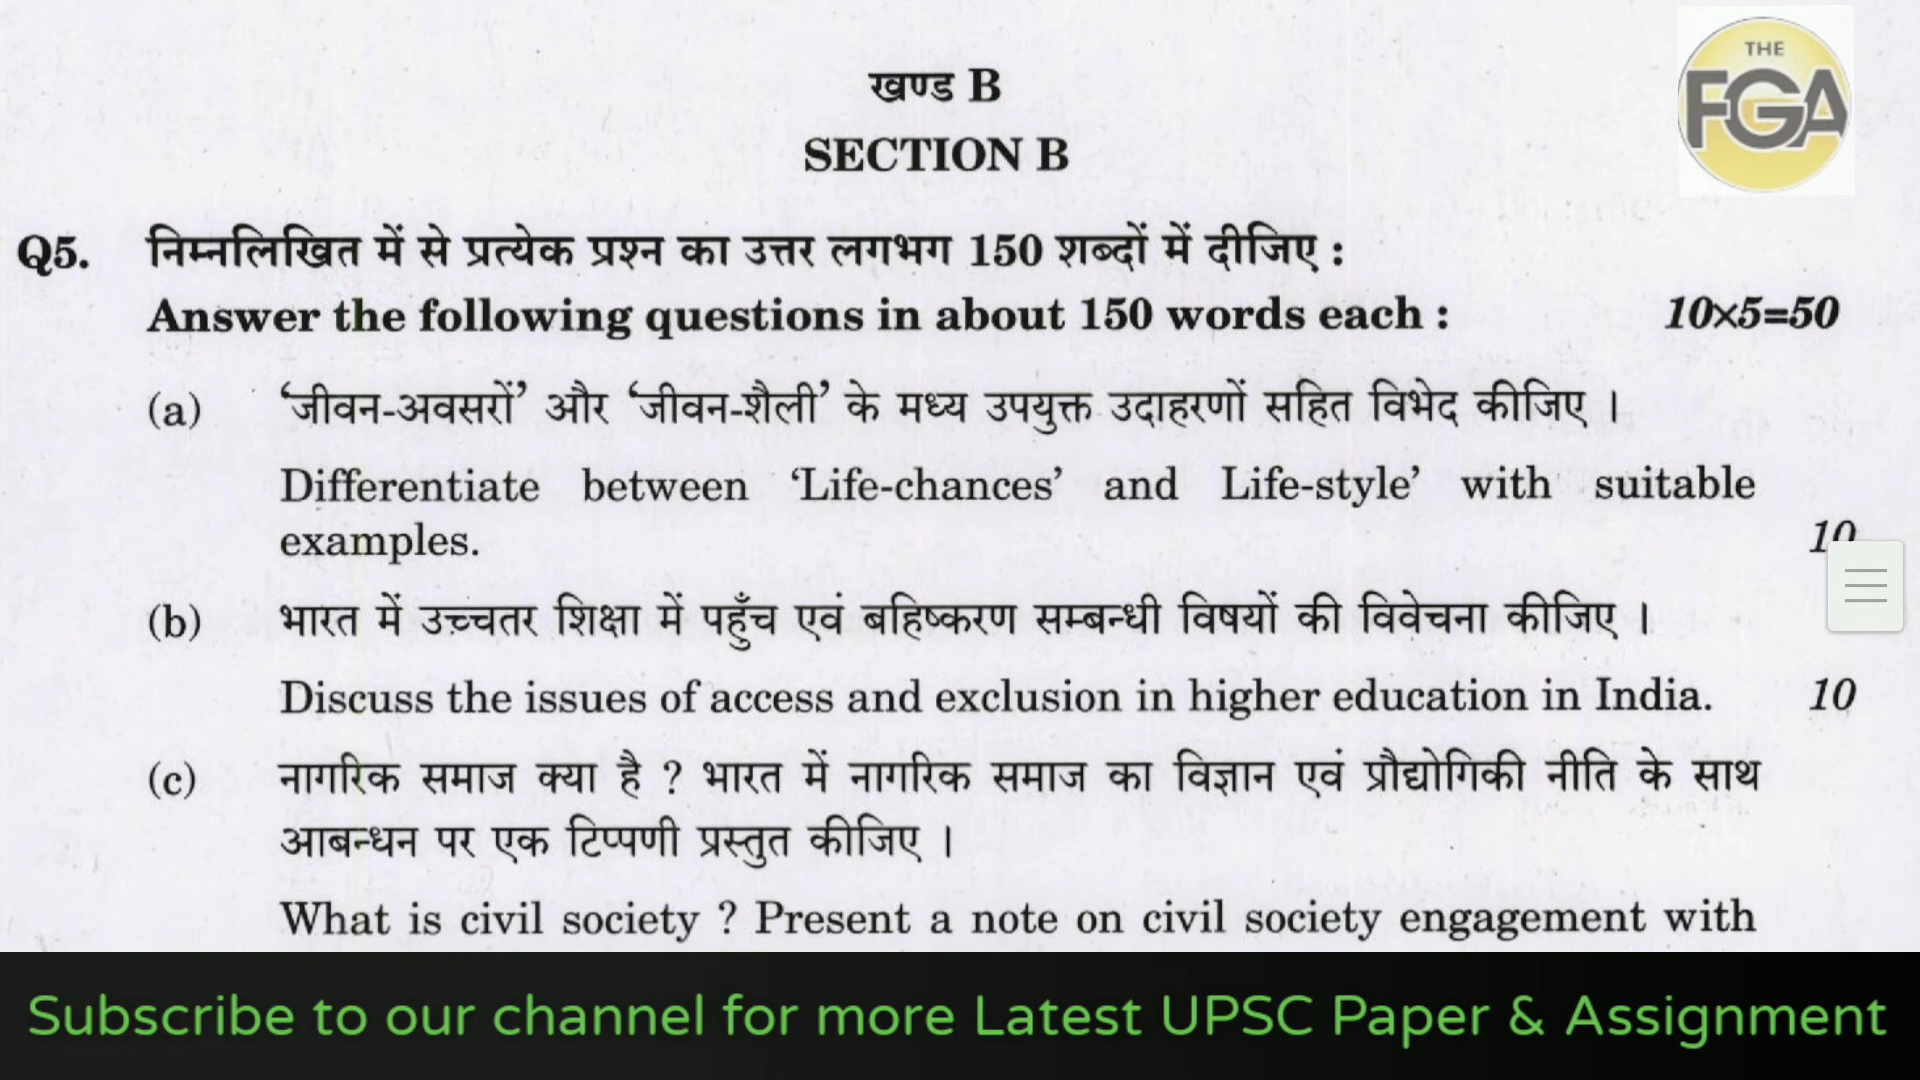 THE
FGA
खण्ड B
SECTION B
Q5. निम्नलिखित में से प्रत्येक प्रश्न का उत्तर लगभग 150 शब्दों में दीजिए :
Answer the following questions in about 150 words each : 10×5=50
(a) ‘जीवन-अवसरों’ और ‘जीवन-शैली’ के मध्य उपयुक्त उदाहरणों सहित विभेद कीजिए ।
Differentiate between ‘Life-chances’ and Life-style’ with suitable
examples. 10
(b) भारत में उच्चतर शिक्षा में पहुँच एवं बहिष्करण सम्बन्धी विषयों की विवेचना कीजिए ।
Discuss the issues of access and exclusion in higher education in India. 10
(c) नागरिक समाज क्या है ? भारत में नागरिक समाज का विज्ञान एवं प्रौद्योगिकी नीति के साथ
आबन्धन पर एक टिप्पणी प्रस्तुत कीजिए ।
What is civil society ? Present a note on civil society engagement with
Subscribe to our channel for more Latest UPSC Paper & Assignment